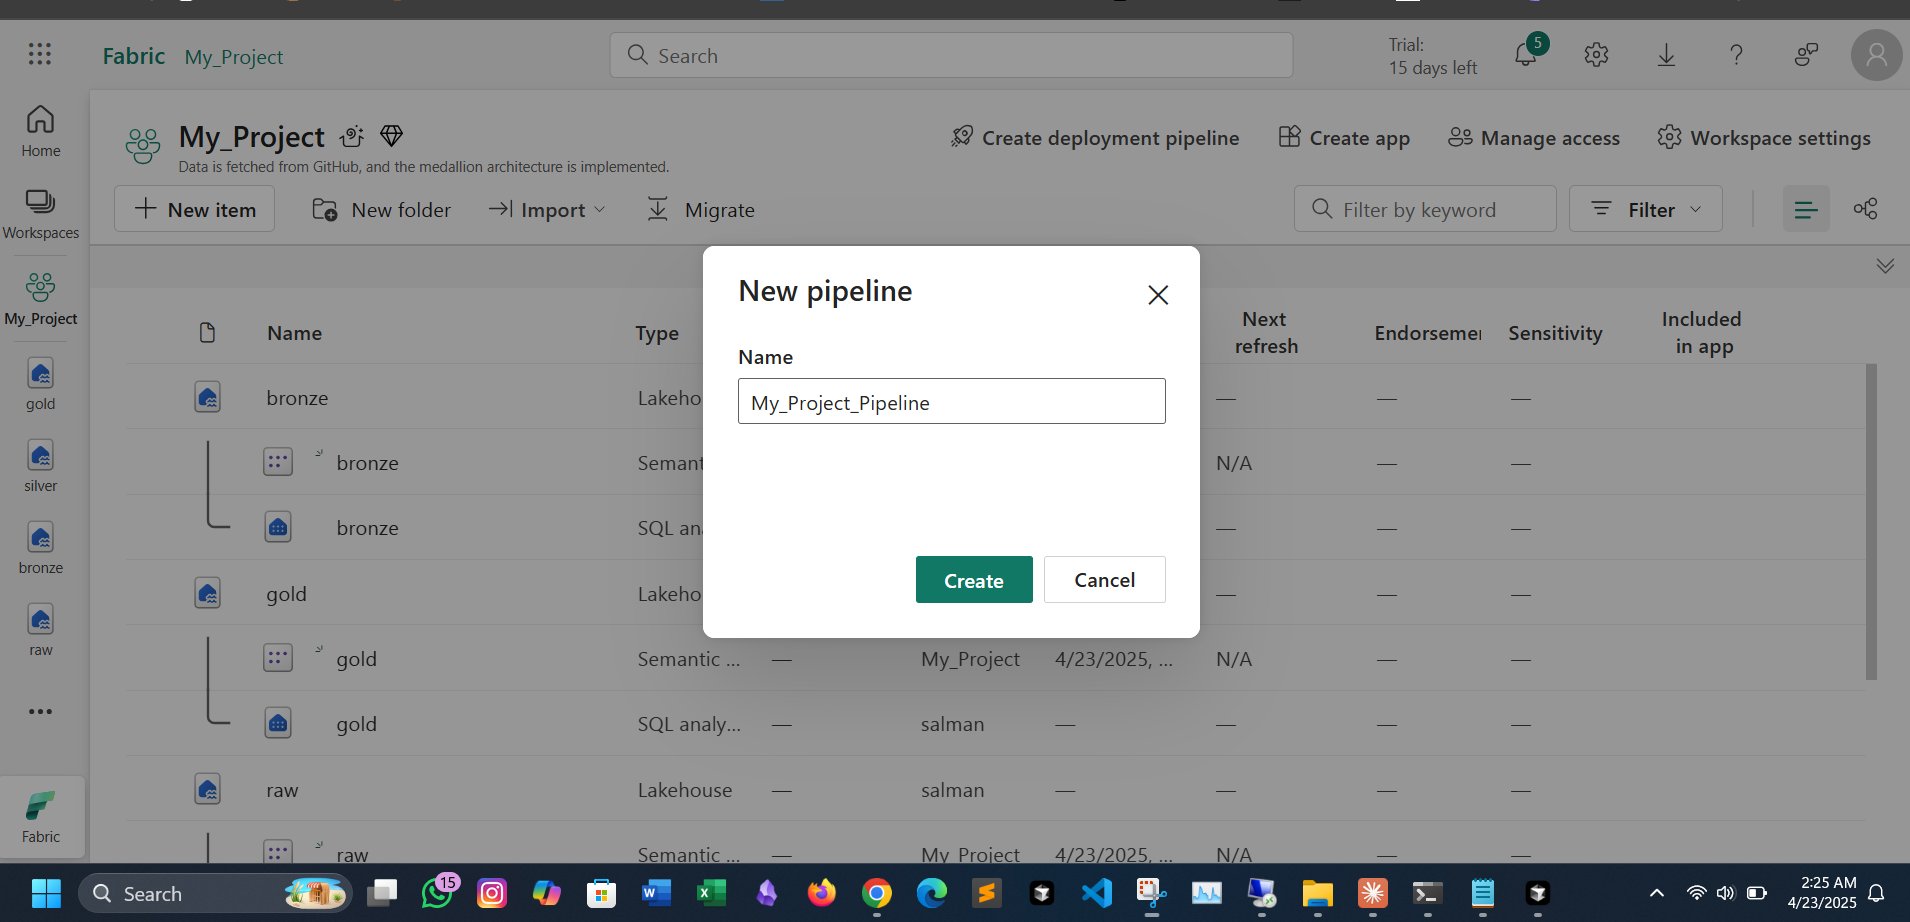 Fabric My_Project
Search
Trial:
15 days left
5
Home
Workspaces
My_Project
gold
silver
bronze
raw
Fabric
My_Project
Data is fetched from GitHub, and the medallion architecture is implemented.
Create deployment pipeline
Create app
Manage access
Workspace settings
New item
New folder
Import
Migrate
Filter by keyword
Filter
New pipeline
Name
My_Project_Pipeline
Create
Cancel
Name Type Next refresh Endorsemer Sensitivity Included in app
bronze Lakeho — — —
bronze Semant N/A — —
bronze SQL an — — —
gold Lakeho — — —
gold Semantic ... — My_Project 4/23/2025, ... N/A — —
gold SQL analy... — salman — — — —
raw Lakehouse — salman — — — —
raw Semantic ... — My_Project 4/23/2025, ... N/A — —
Search
15
2:25 AM
4/23/2025